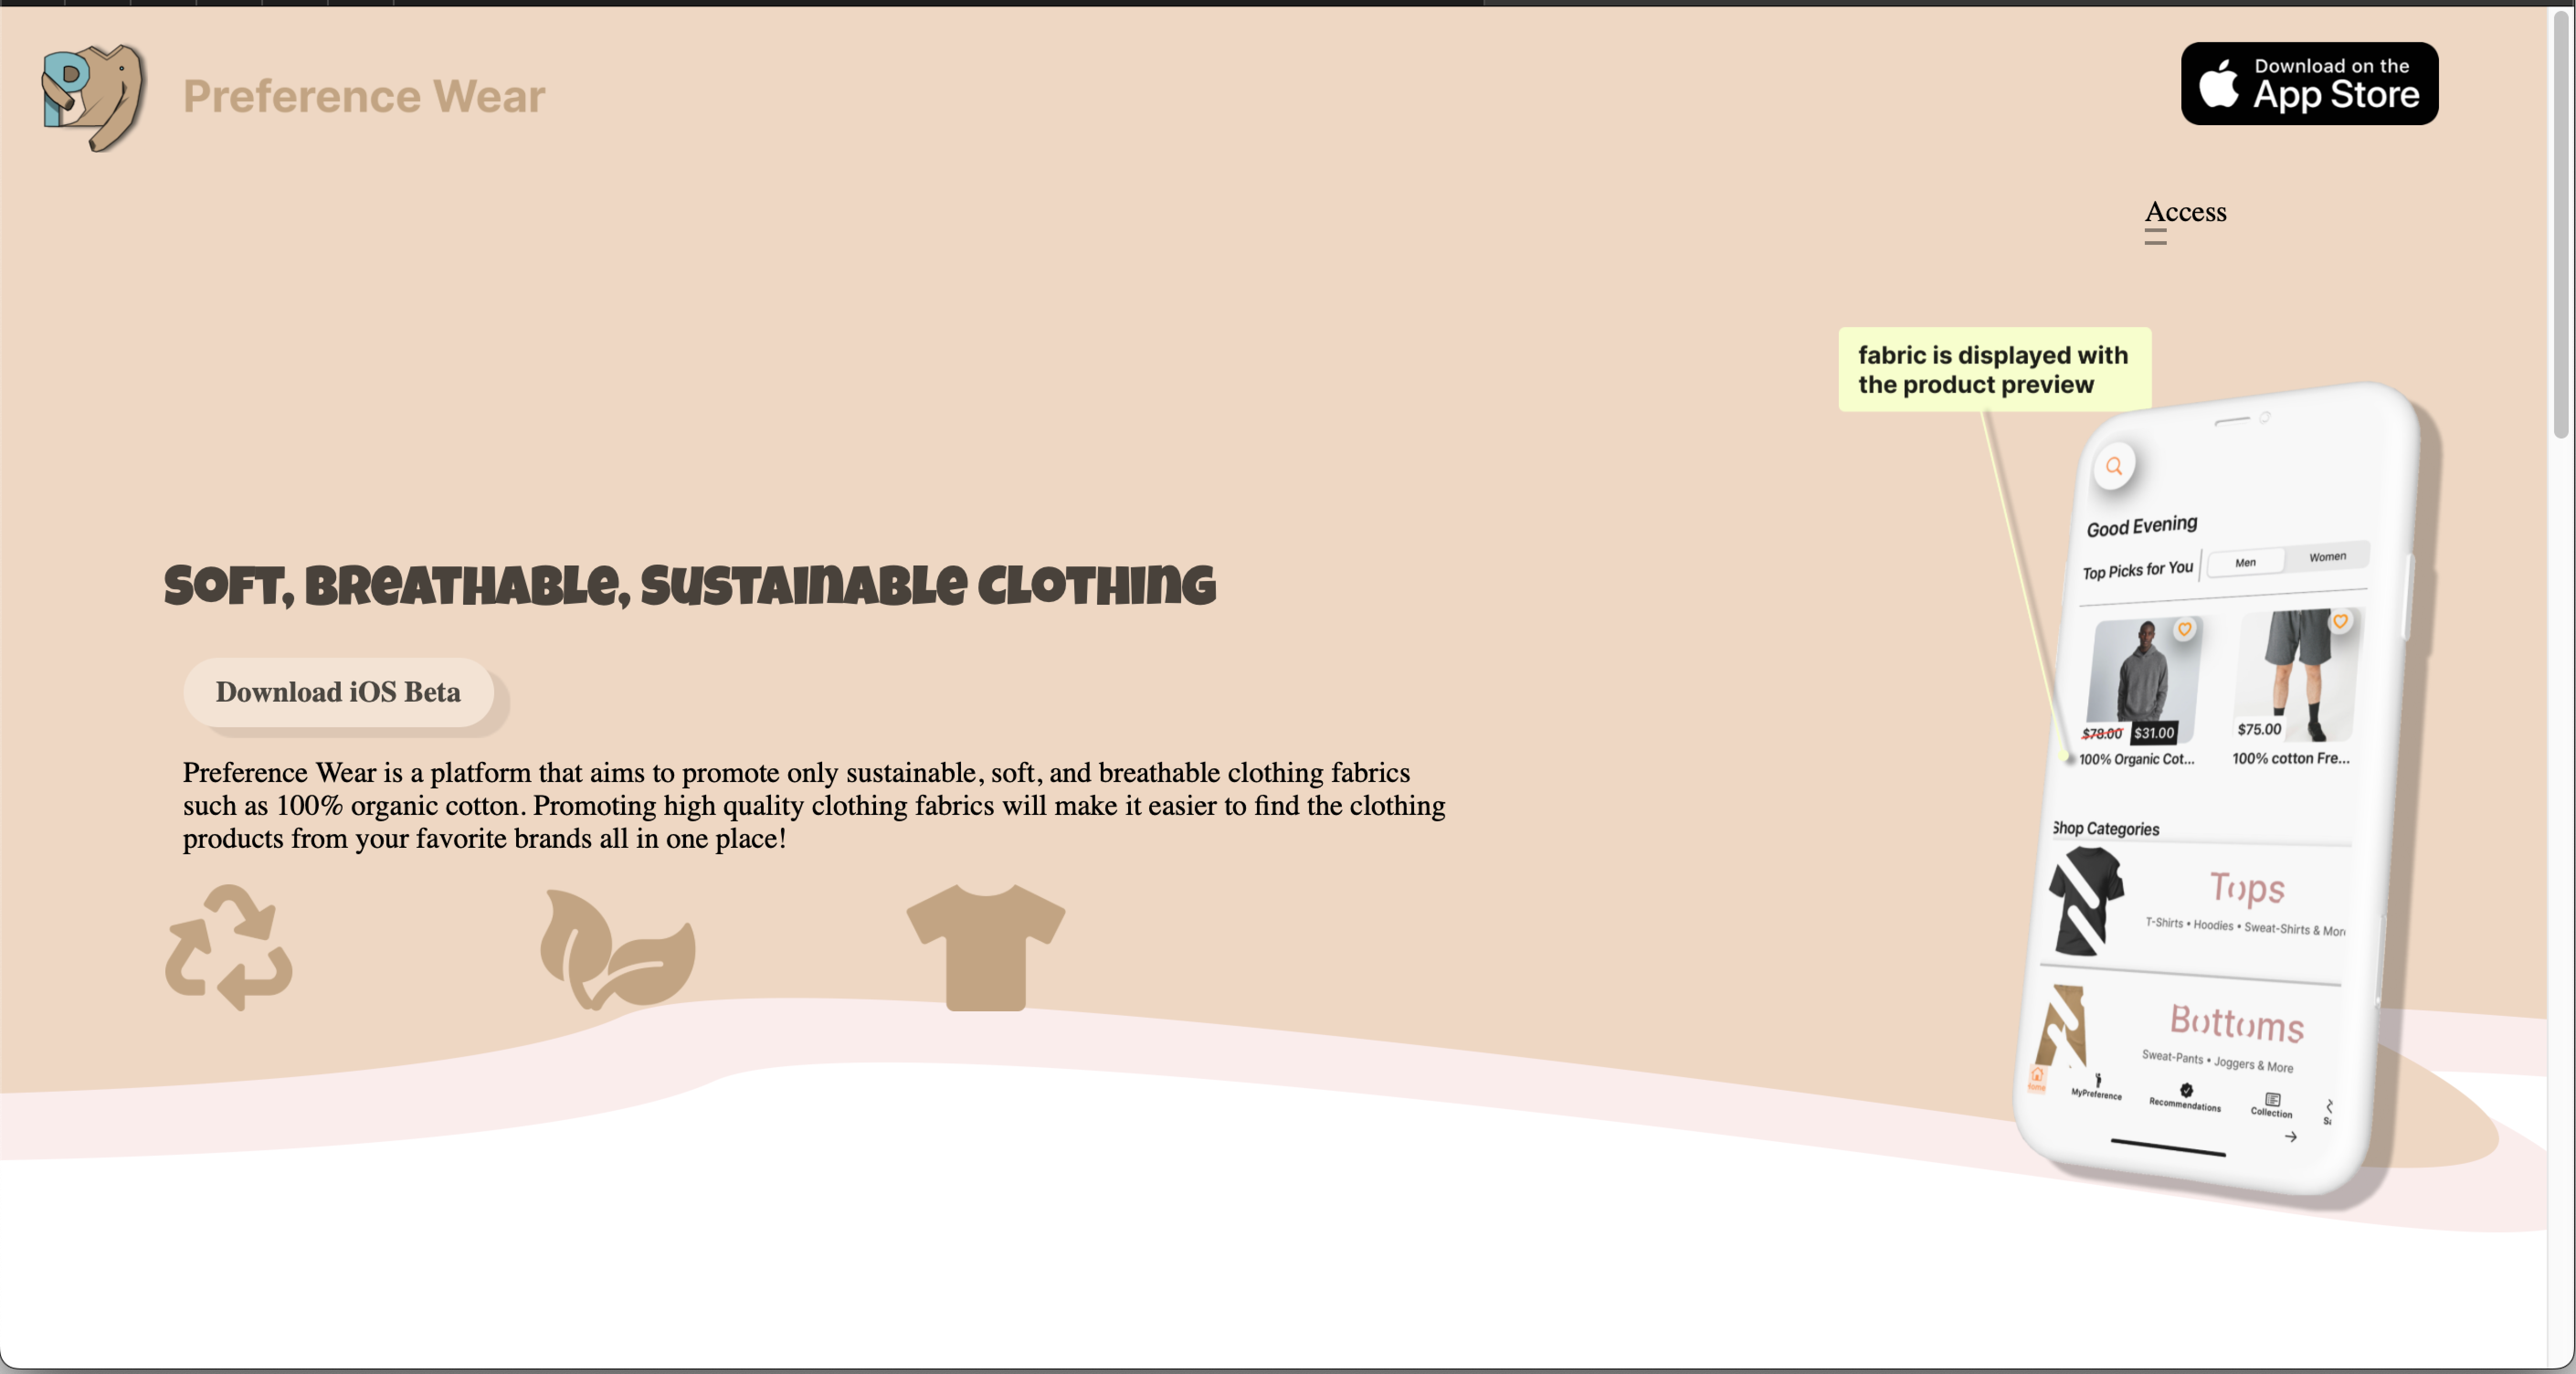 Preference Wear
Download on the
App Store
Access
fabric is displayed with
the product preview
Good Evening
Top Picks for You
Men
Women
SOFT, BREATHABLE, SUSTAINABLE CLOTHING
Download iOS Beta
$78.00 $31.00
$75.00
100% Organic Cot...
100% cotton Fre...
Preference Wear is a platform that aims to promote only sustainable, soft, and breathable clothing fabrics
such as 100% organic cotton. Promoting high quality clothing fabrics will make it easier to find the clothing
products from your favorite brands all in one place!
Shop Categories
Tops
T-Shirts • Hoodies • Sweat-Shirts & More
Bottoms
Sweat-Pants • Joggers & More
Home
MyPreference
Recommendations
Collection